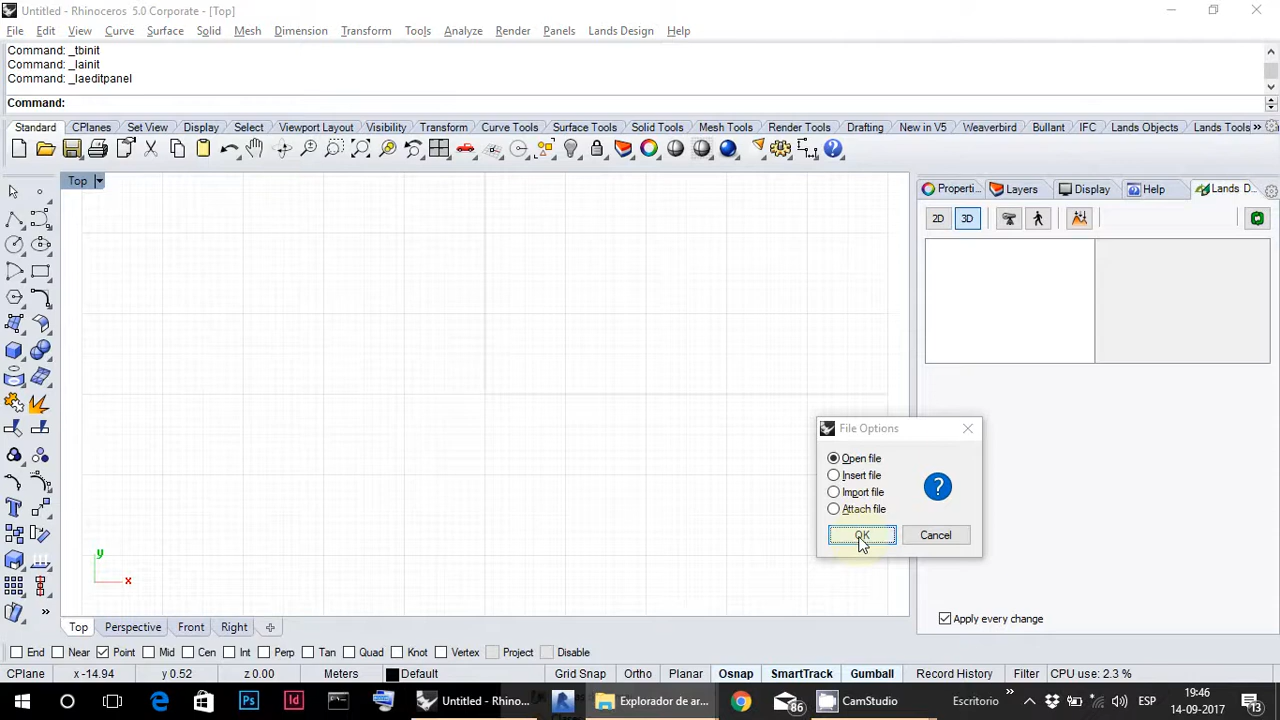 Untitled - Rhinoceros 5.0 Corporate - [Top]
File Edit View Curve Surface Solid Mesh Dimension Transform Tools Analyze Render Panels Lands Design Help
Command: _tbinit
Command: _lainit
Command: _laeditpanel
Command:
Standard CPlanes Set View Display Select Viewport Layout Visibility Transform Curve Tools Surface Tools Solid Tools Mesh Tools Render Tools Drafting New in V5 Weaverbird Bullant IFC Lands Objects Lands Tools »
Top
Properti... Layers Display Help Lands D...
2D 3D
File Options
Open file
Insert file
Import file
Attach file
?
OK Cancel
y
x
Apply every change
Top Perspective Front Right
End Near Point Mid Cen Int Perp Tan Quad Knot Vertex Project Disable
CPlane x -14.94 y 0.52 z 0.00 Meters Default Grid Snap Ortho Planar Osnap SmartTrack Gumball Record History Filter CPU use: 2.3 %
Ps Id Untitled - Rhino... Explorador de ar... 86 CamStudio Escritorio » ESP 19:46
14-09-2017 13